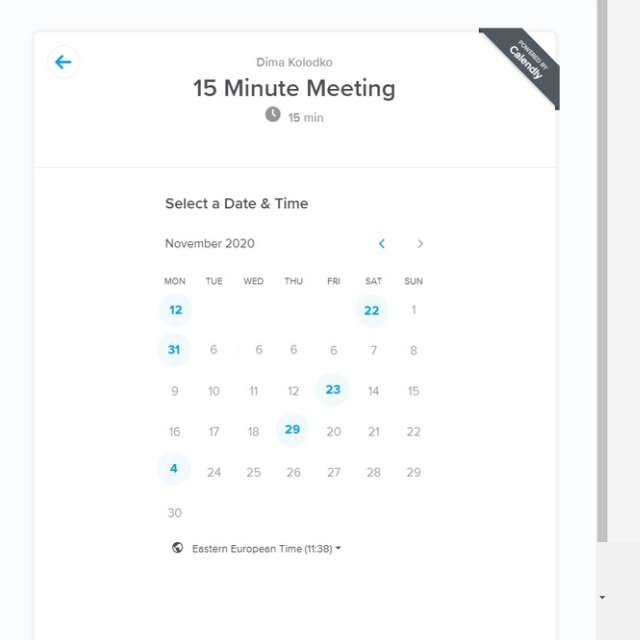 POWERED BY
Calendly
Dima Kolodko
15 Minute Meeting
15 min
Select a Date & Time
November 2020
MON TUE WED THU FRI SAT SUN
12 22 1
31 6 6 6 6 7 8
9 10 11 12 23 14 15
16 17 18 29 20 21 22
4 24 25 26 27 28 29
30
Eastern European Time (11:38)